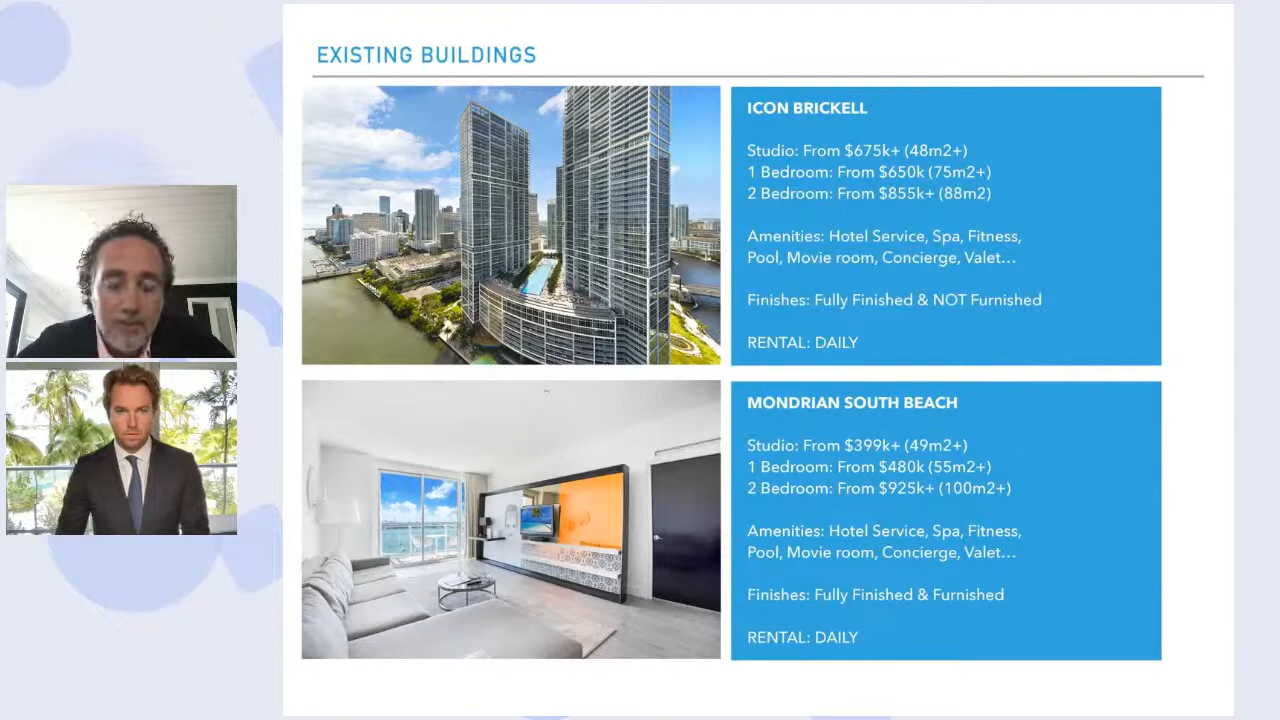 EXISTING BUILDINGS
ICON BRICKELL
Studio: From $675k+ (48m2+)
1 Bedroom: From $650k (75m2+)
2 Bedroom: From $855k+ (88m2)
Amenities: Hotel Service, Spa, Fitness,
Pool, Movie room, Concierge, Valet...
Finishes: Fully Finished & NOT Furnished
RENTAL: DAILY
MONDRIAN SOUTH BEACH
Studio: From $399k+ (49m2+)
1 Bedroom: From $480k (55m2+)
2 Bedroom: From $925k+ (100m2+)
Amenities: Hotel Service, Spa, Fitness,
Pool, Movie room, Concierge, Valet...
Finishes: Fully Finished & Furnished
RENTAL: DAILY